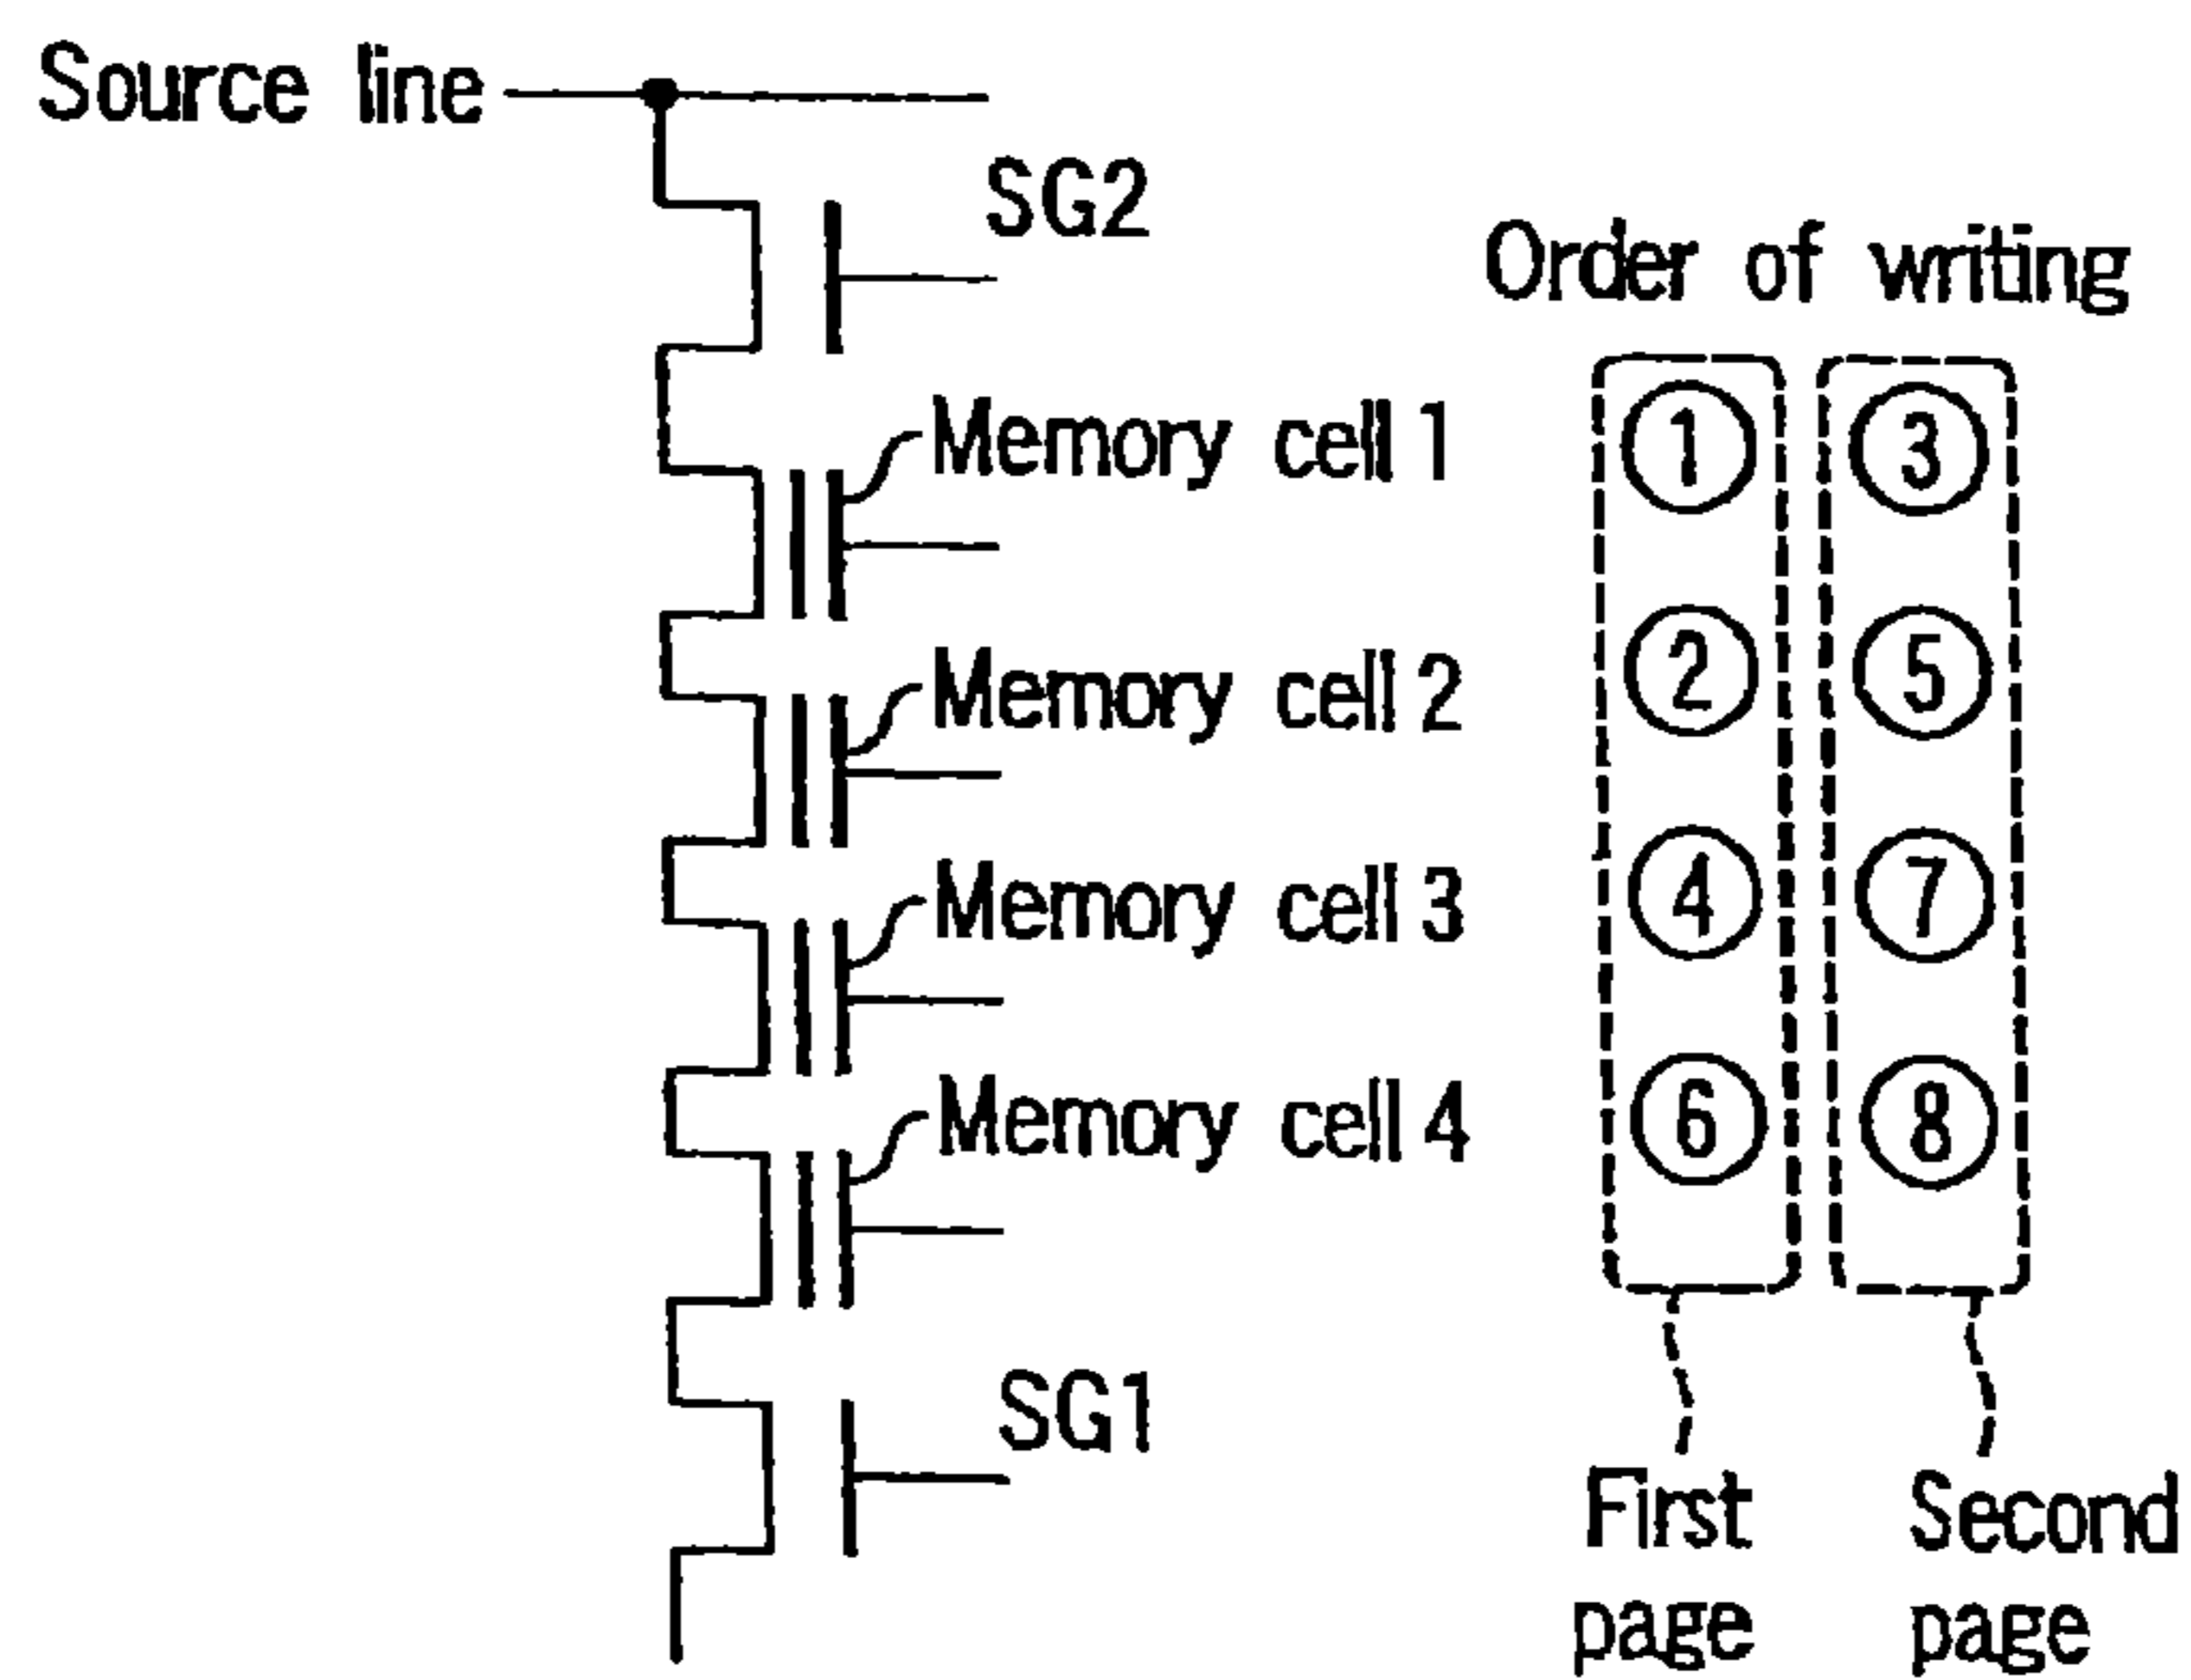 Source line
SG2
Order of writing
Memory cell 1
1 3
Memory cell 2
2 5
Memory cell 3
4 7
Memory cell 4
6 8
SG1
First page
Second page